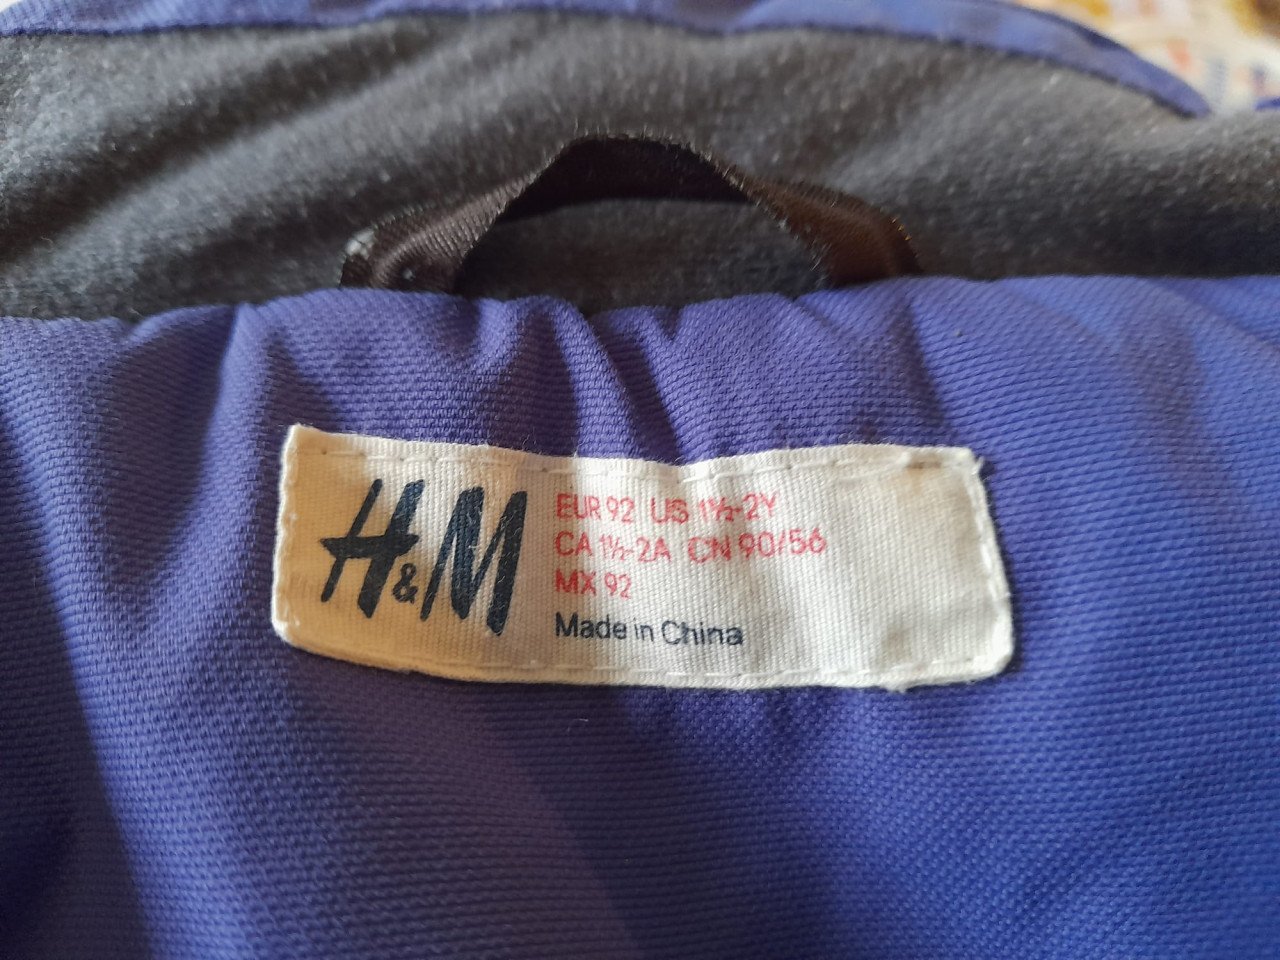 H&M
EUR 92 US 1½-2Y
CA 1½-2A CN 90/56
MX 92
Made in China